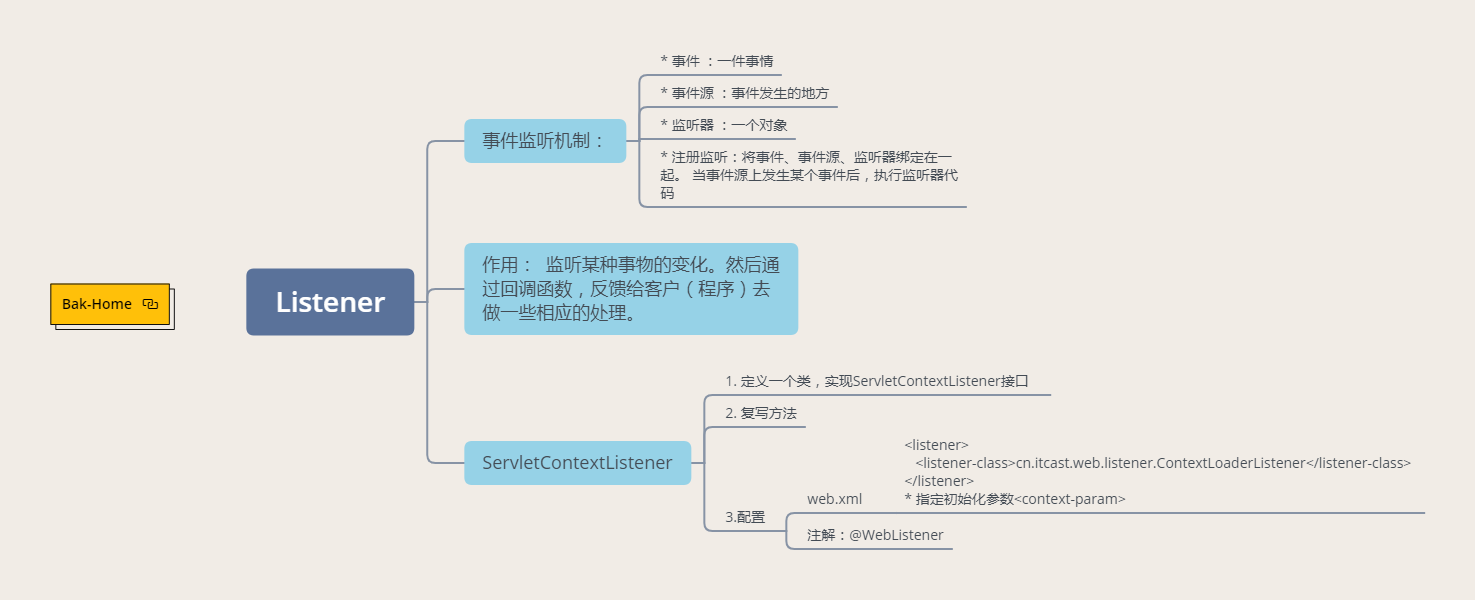 * 事件 ：一件事情
* 事件源 ：事件发生的地方
* 监听器 ：一个对象
* 注册监听：将事件、事件源、监听器绑定在一
起。 当事件源上发生某个事件后，执行监听器代
码
事件监听机制：
作用： 监听某种事物的变化。然后通
过回调函数，反馈给客户（程序）去
做一些相应的处理。
Bak-Home
Listener
ServletContextListener
1. 定义一个类，实现ServletContextListener接口
2. 复写方法
3.配置
web.xml
<listener>
<listener-class>cn.itcast.web.listener.ContextLoaderListener</listener-class>
</listener>
* 指定初始化参数<context-param>
注解：@WebListener